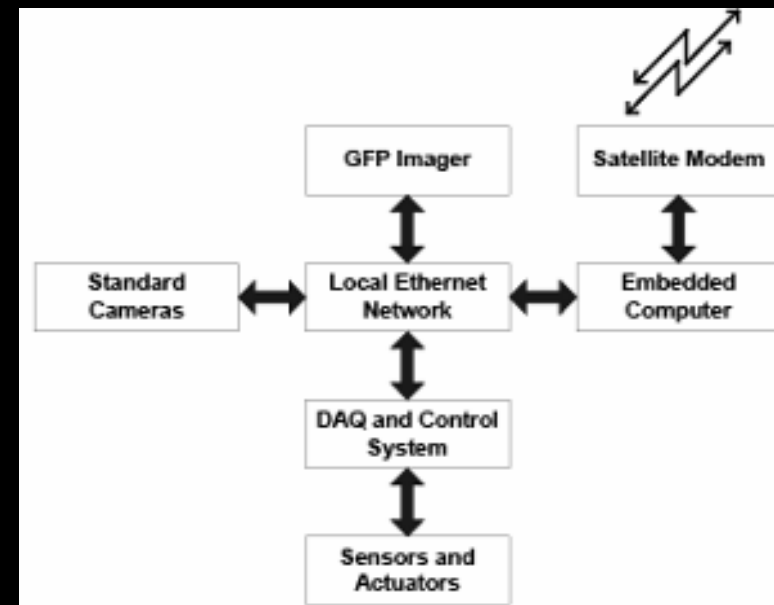 GFP Imager
Satellite Modem
Standard
Cameras
Local Ethernet
Network
Embedded
Computer
DAQ and Control
System
Sensors and
Actuators